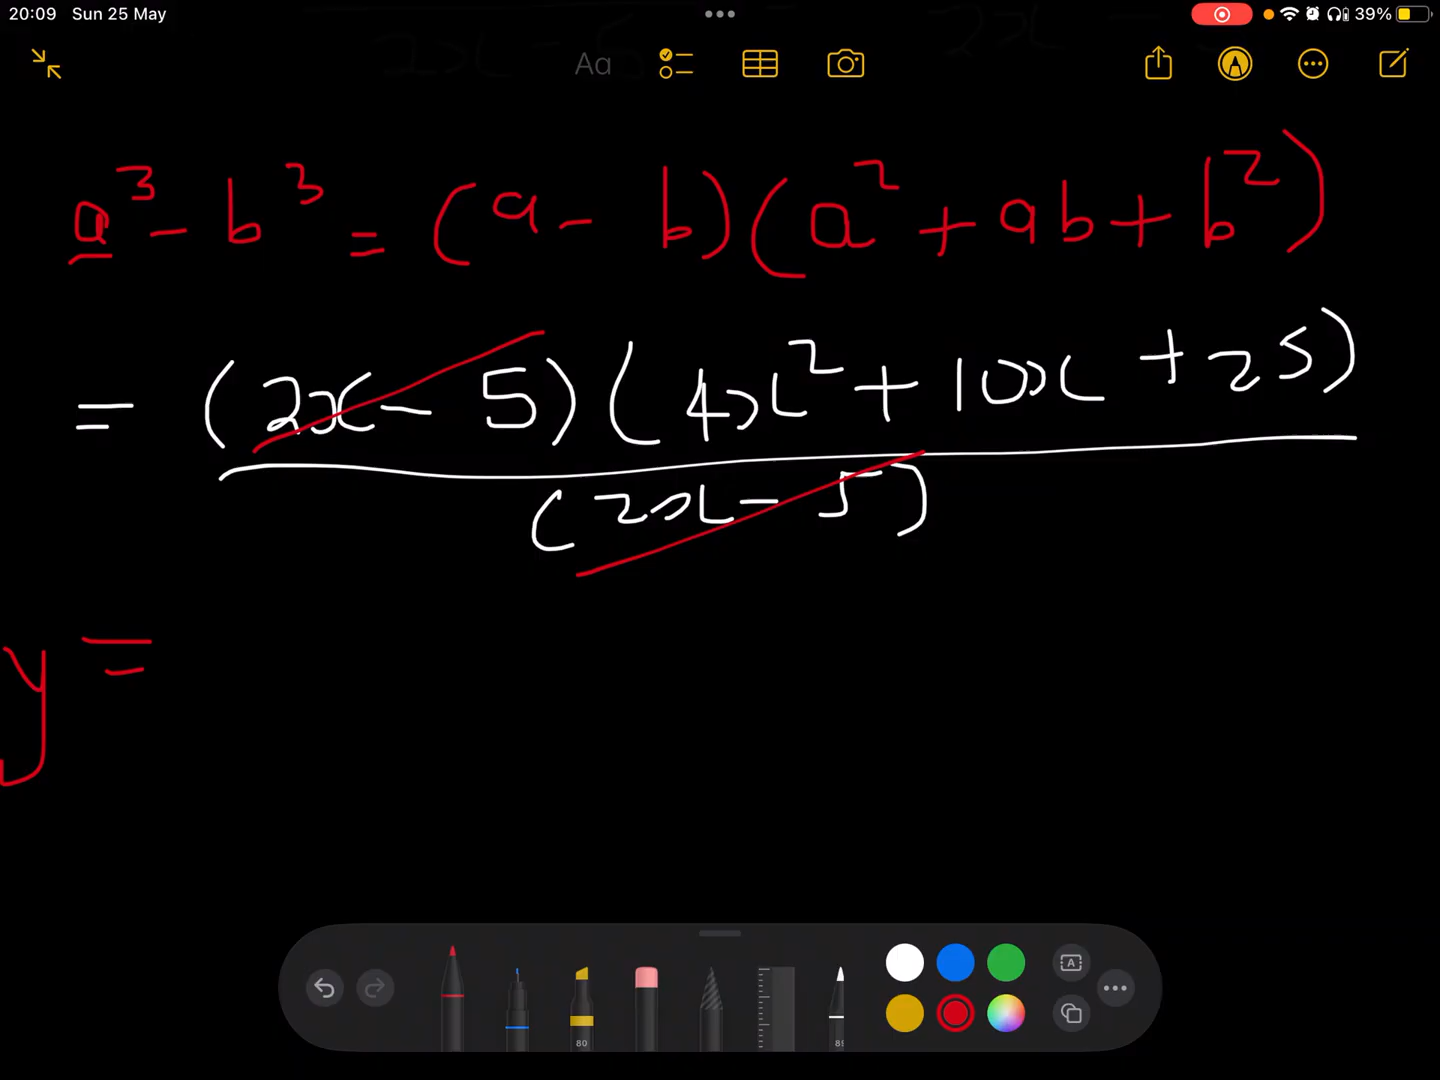 20:09 Sun 25 May 39%
Aa
a³ - b³ = (a - b)(a² + ab + b²)
= (2x - 5)(4x² + 10x + 25)
(2x - 5)
y =
80
A